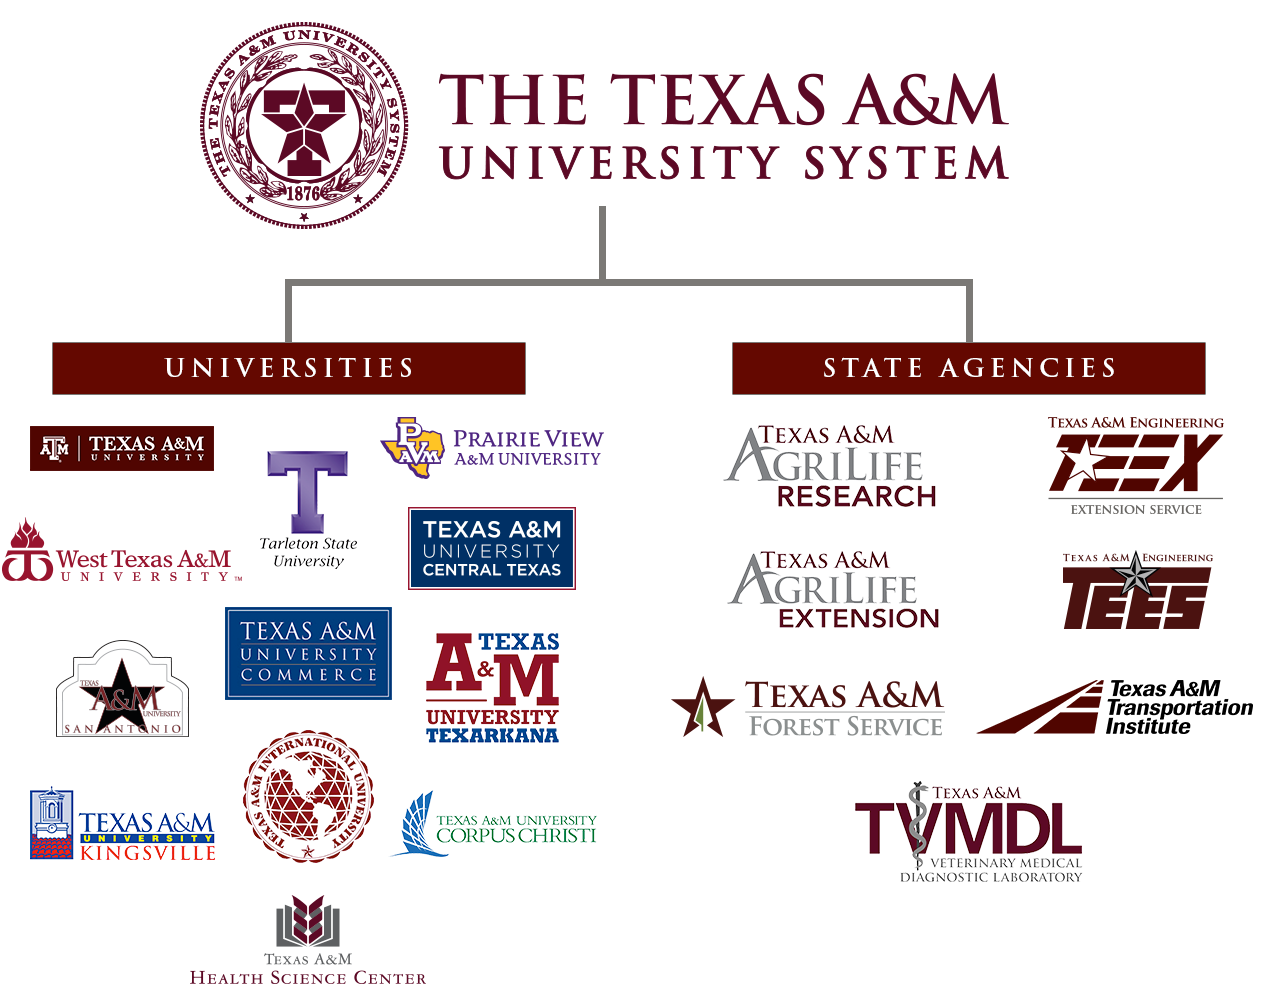 THE TEXAS A&M UNIVERSITY SYSTEM
1876
THE TEXAS A&M
UNIVERSITY SYSTEM
UNIVERSITIES
ATM
TEXAS A&M
UNIVERSITY
T
Tarleton State
University
PVAM
PRAIRIE VIEW
A&M UNIVERSITY
West Texas A&M
UNIVERSITY™
TEXAS A&M
UNIVERSITY
CENTRAL TEXAS
TEXAS A&M
UNIVERSITY
COMMERCE
TEXAS
A&M
UNIVERSITY
SAN ANTONIO
TEXAS
A&M
UNIVERSITY
TEXARKANA
TEXAS A&M
UNIVERSITY
KINGSVILLE
TEXAS A&M INTERNATIONAL UNIVERSITY
TEXAS A&M UNIVERSITY
CORPUS CHRISTI
TEXAS A&M
HEALTH SCIENCE CENTER
STATE AGENCIES
TEXAS A&M
AGRILIFE
RESEARCH
TEXAS A&M ENGINEERING
TEEX
EXTENSION SERVICE
TEXAS A&M
AGRILIFE
EXTENSION
TEXAS A&M ENGINEERING
TEES
TEXAS A&M
FOREST SERVICE
Texas A&M
Transportation
Institute
TEXAS A&M
TVMDL
VETERINARY MEDICAL
DIAGNOSTIC LABORATORY